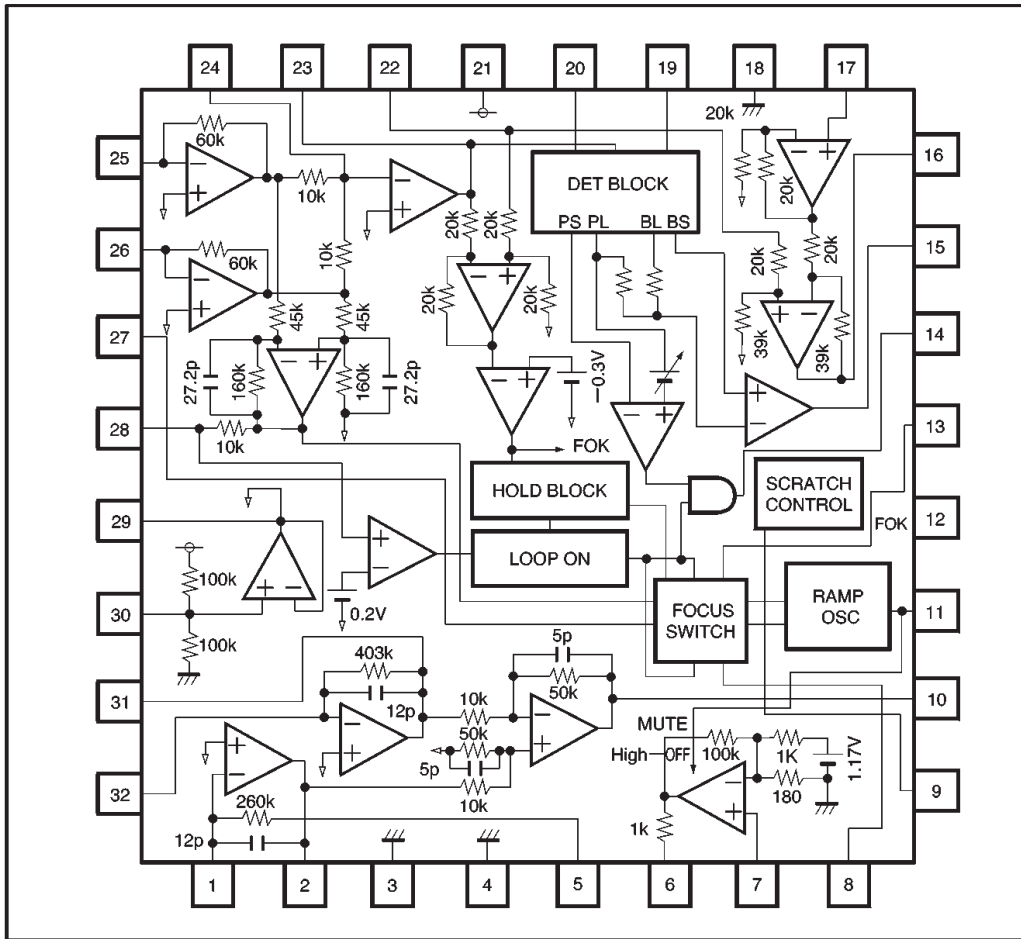 24 23 22 21 20 19 18 17
25 26 27 28 29 30 31 32
16 15 14 13 12 11 10 9
1 2 3 4 5 6 7 8
60k
10k
60k
10k
45k
45k
27.2p
160k
160k
27.2p
10k
20k
20k
20k
20k
DET BLOCK
PS PL BL BS
20k
20k
20k
20k
39k
39k
−0.3V
FOK
HOLD BLOCK
LOOP ON
SCRATCH
CONTROL
FOK
FOCUS
SWITCH
RAMP
OSC
100k
100k
0.2V
403k
12p
10k
50k
5p
10k
5p
50k
260k
12p
MUTE
High OFF
100k
1K
180
1.17V
1k